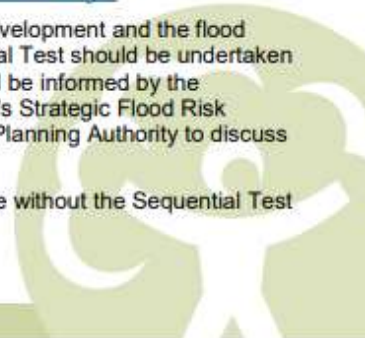 velopment and the flood
al Test should be undertaken
l be informed by the
's Strategic Flood Risk
Planning Authority to discuss
e without the Sequential Test